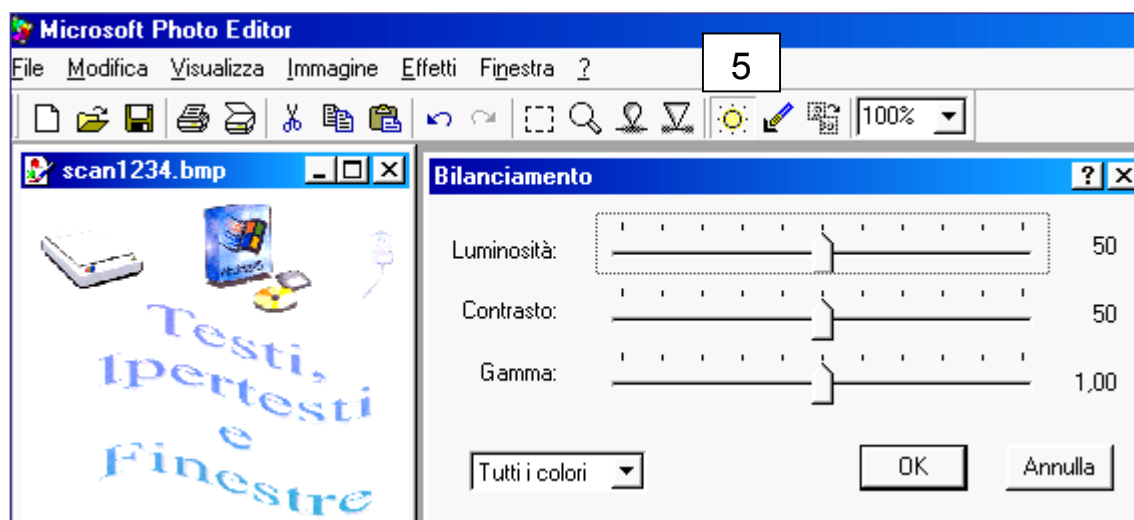 Microsoft Photo Editor
File Modifica Visualizza Immagine Effetti Finestra ?
5
100%
scan1234.bmp
Testi,
Ipertesti
e
Finestre
Bilanciamento
Luminosità: 50
Contrasto: 50
Gamma: 1,00
Tutti i colori
OK Annulla